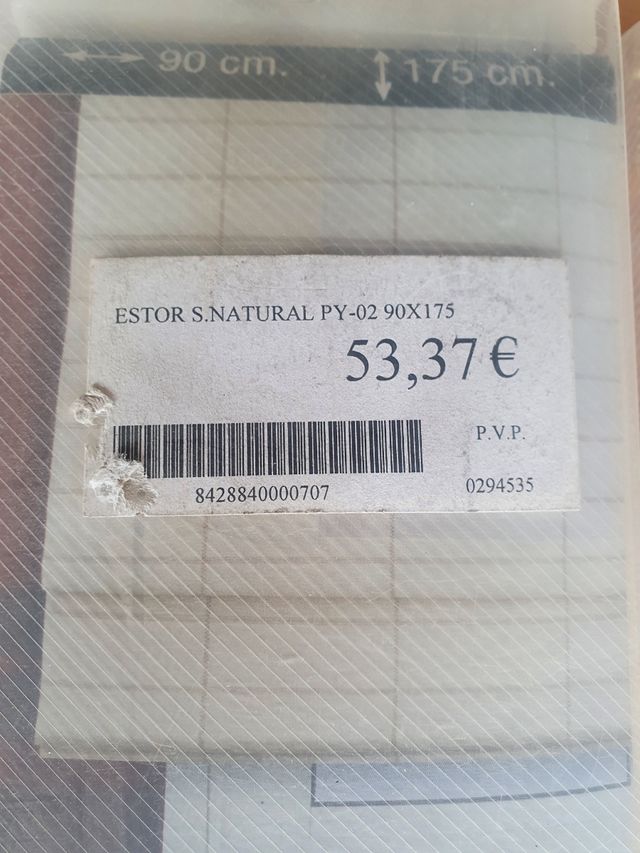 90 cm. 175 cm.
ESTOR S.NATURAL PY-02 90X175
53,37 €
P.V.P.
8428840000707 0294535